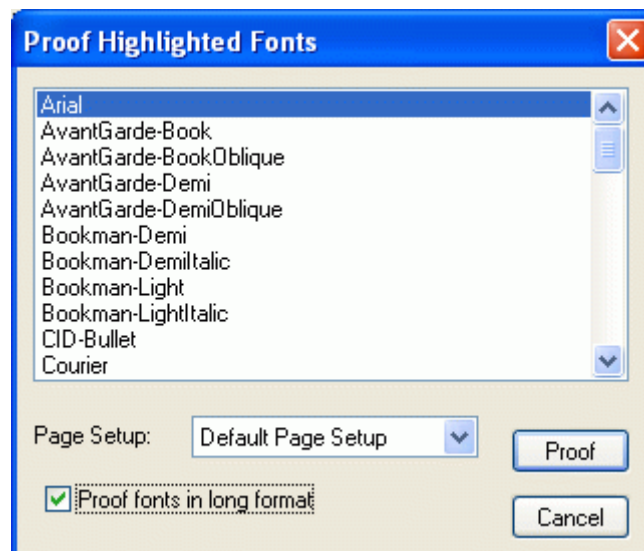 Proof Highlighted Fonts
Arial
AvantGarde-Book
AvantGarde-BookOblique
AvantGarde-Demi
AvantGarde-DemiOblique
Bookman-Demi
Bookman-DemiItalic
Bookman-Light
Bookman-LightItalic
CID-Bullet
Courier
Page Setup: Default Page Setup
Proof
Proof fonts in long format
Cancel